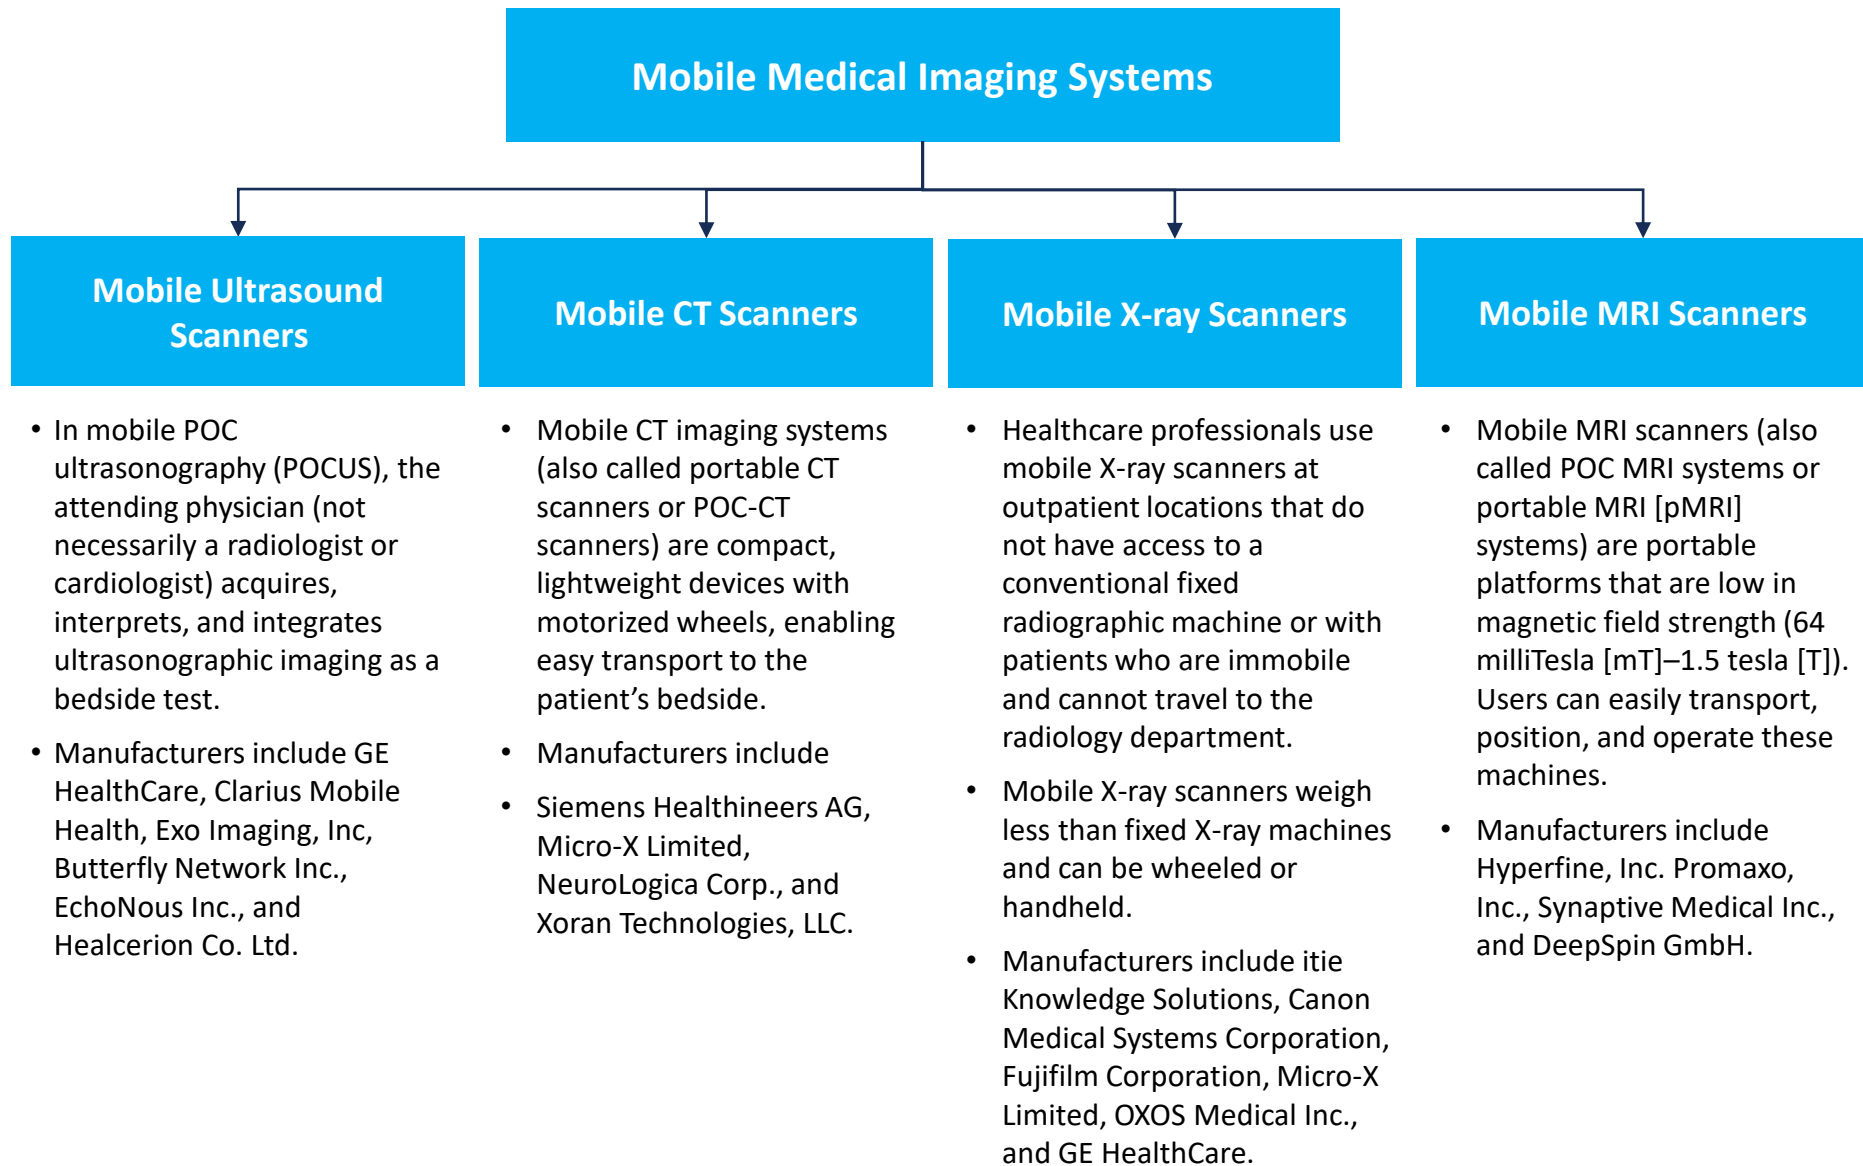 Mobile Medical Imaging Systems
Mobile Ultrasound
Scanners
• In mobile POC
ultrasonography (POCUS), the
attending physician (not
necessarily a radiologist or
cardiologist) acquires,
interprets, and integrates
ultrasonographic imaging as a
bedside test.
• Manufacturers include GE
HealthCare, Clarius Mobile
Health, Exo Imaging, Inc,
Butterfly Network Inc.,
EchoNous Inc., and
Healcerion Co. Ltd.
Mobile CT Scanners
• Mobile CT imaging systems
(also called portable CT
scanners or POC-CT
scanners) are compact,
lightweight devices with
motorized wheels, enabling
easy transport to the
patient’s bedside.
• Manufacturers include
• Siemens Healthineers AG,
Micro-X Limited,
NeuroLogica Corp., and
Xoran Technologies, LLC.
Mobile X-ray Scanners
• Healthcare professionals use
mobile X-ray scanners at
outpatient locations that do
not have access to a
conventional fixed
radiographic machine or with
patients who are immobile
and cannot travel to the
radiology department.
• Mobile X-ray scanners weigh
less than fixed X-ray machines
and can be wheeled or
handheld.
• Manufacturers include itie
Knowledge Solutions, Canon
Medical Systems Corporation,
Fujifilm Corporation, Micro-X
Limited, OXOS Medical Inc.,
and GE HealthCare.
Mobile MRI Scanners
• Mobile MRI scanners (also
called POC MRI systems or
portable MRI [pMRI]
systems) are portable
platforms that are low in
magnetic field strength (64
milliTesla [mT]–1.5 tesla [T]).
Users can easily transport,
position, and operate these
machines.
• Manufacturers include
Hyperfine, Inc. Promaxo,
Inc., Synaptive Medical Inc.,
and DeepSpin GmbH.